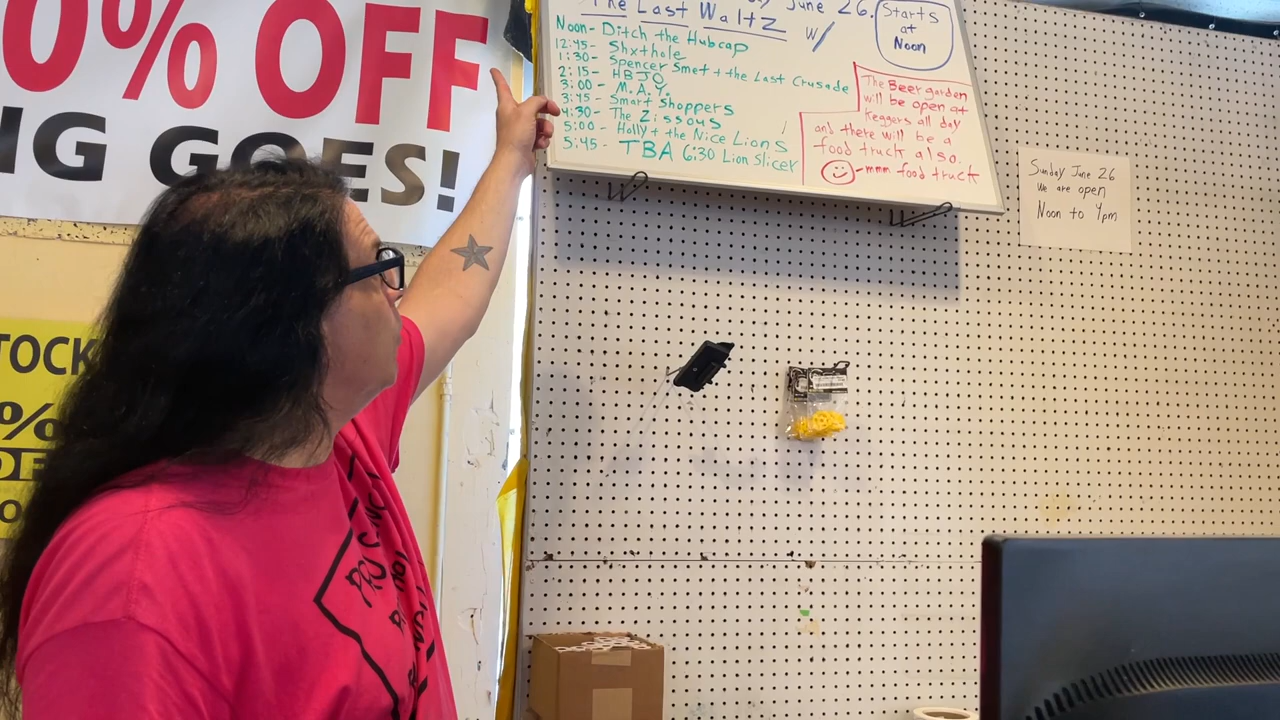 0% OFF
NG GOES!
TOCK
%
The Last Waltz w/
June 26.
Starts
at
Noon
Noon- Ditch the Hubcap
12:45- Shxthole
1:30- Spencer Smet + the Last Crusade
2:15- HBJQ
3:00- M.A.Y.
3:45- Smart Shoppers
4:30- The Zissous
5:00- Holly + the Nice Lions
5:45- TBA 6:30 Lion Slicer
The Beer garden
will be open at
Keggers all day
and there will be a
food truck also.
-mmm food truck
Sunday June 26
We are open
Noon to 4pm